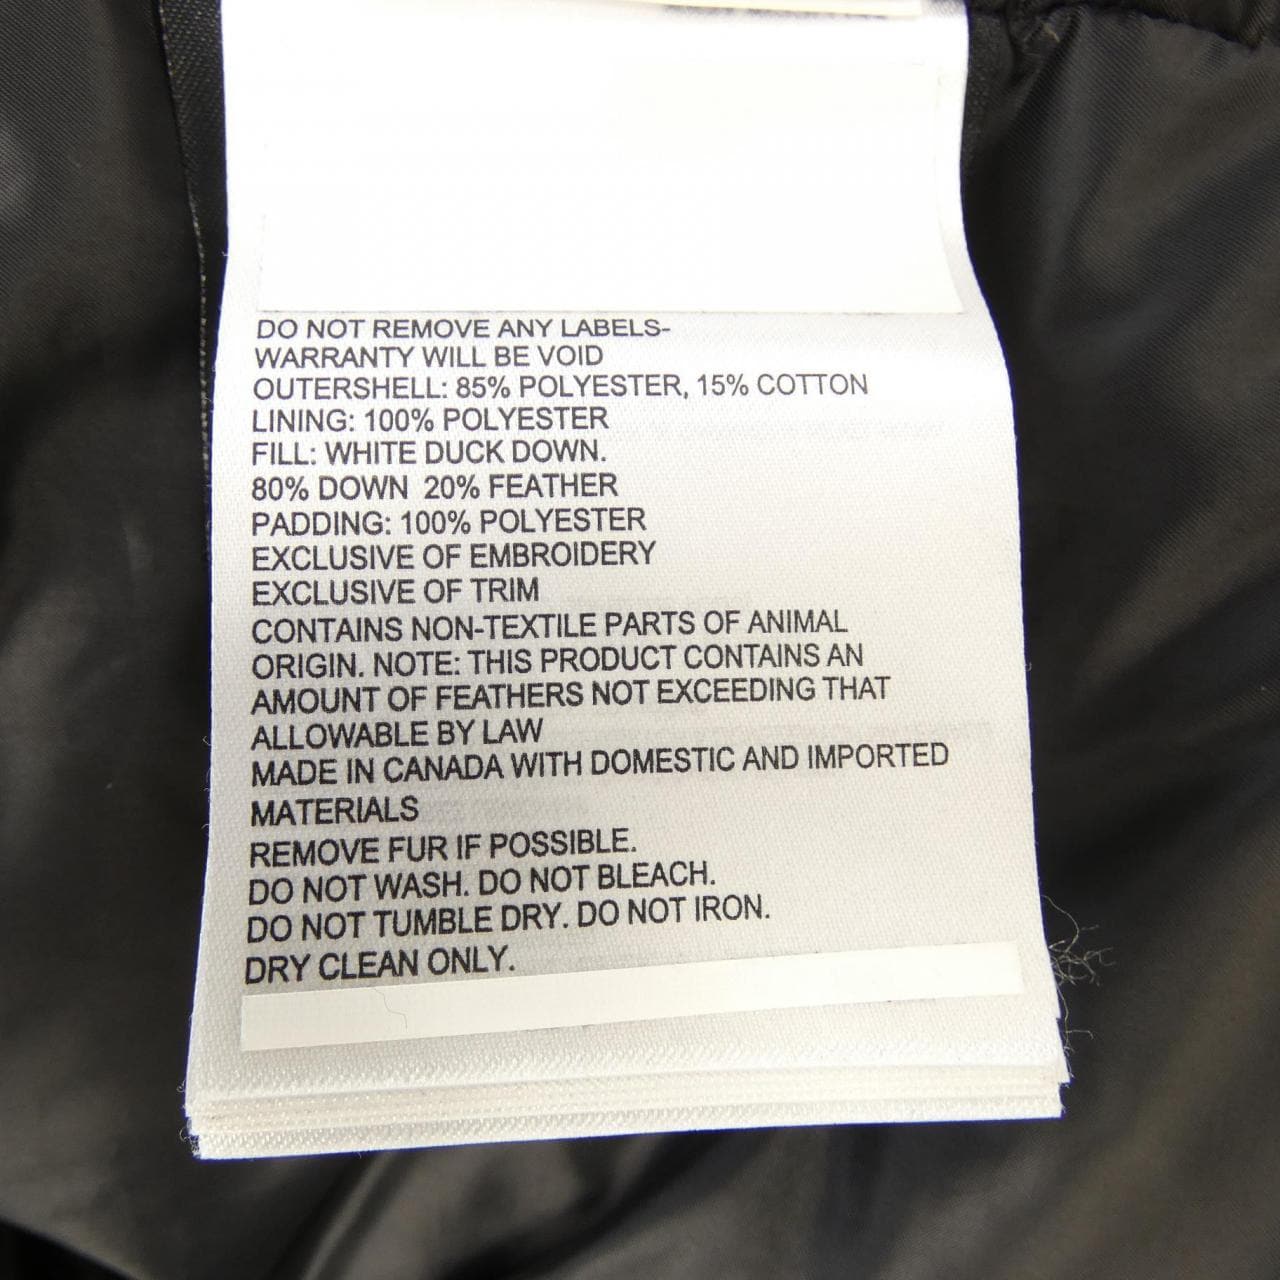 DO NOT REMOVE ANY LABELS-
WARRANTY WILL BE VOID
OUTERSHELL: 85% POLYESTER, 15% COTTON
LINING: 100% POLYESTER
FILL: WHITE DUCK DOWN.
80% DOWN 20% FEATHER
PADDING: 100% POLYESTER
EXCLUSIVE OF EMBROIDERY
EXCLUSIVE OF TRIM
CONTAINS NON-TEXTILE PARTS OF ANIMAL
ORIGIN. NOTE: THIS PRODUCT CONTAINS AN
AMOUNT OF FEATHERS NOT EXCEEDING THAT
ALLOWABLE BY LAW
MADE IN CANADA WITH DOMESTIC AND IMPORTED
MATERIALS
REMOVE FUR IF POSSIBLE.
DO NOT WASH. DO NOT BLEACH.
DO NOT TUMBLE DRY. DO NOT IRON.
DRY CLEAN ONLY.